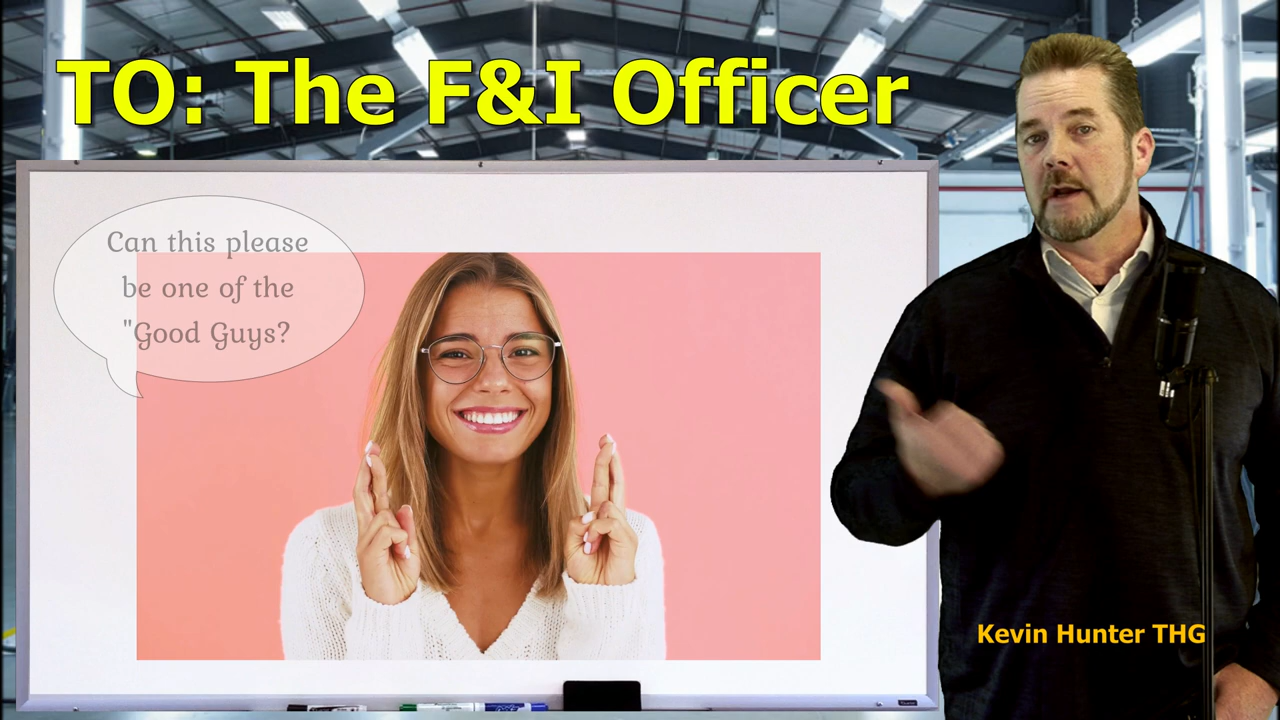 TO: The F&I Officer
Can this please
be one of the
"Good Guys?
Kevin Hunter THG